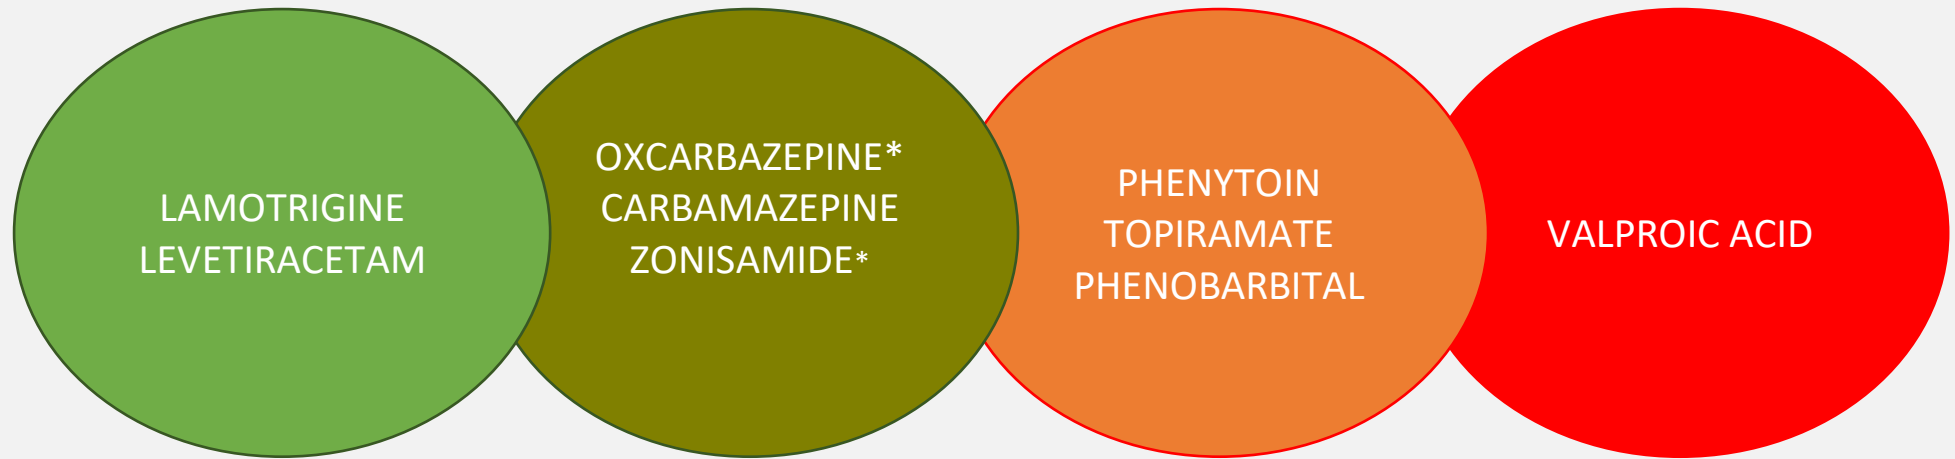 LAMOTRIGINE
LEVETIRACETAM
OXCARBAZEPINE*
CARBAMAZEPINE
ZONISAMIDE*
PHENYTOIN
TOPIRAMATE
PHENOBARBITAL
VALPROIC ACID